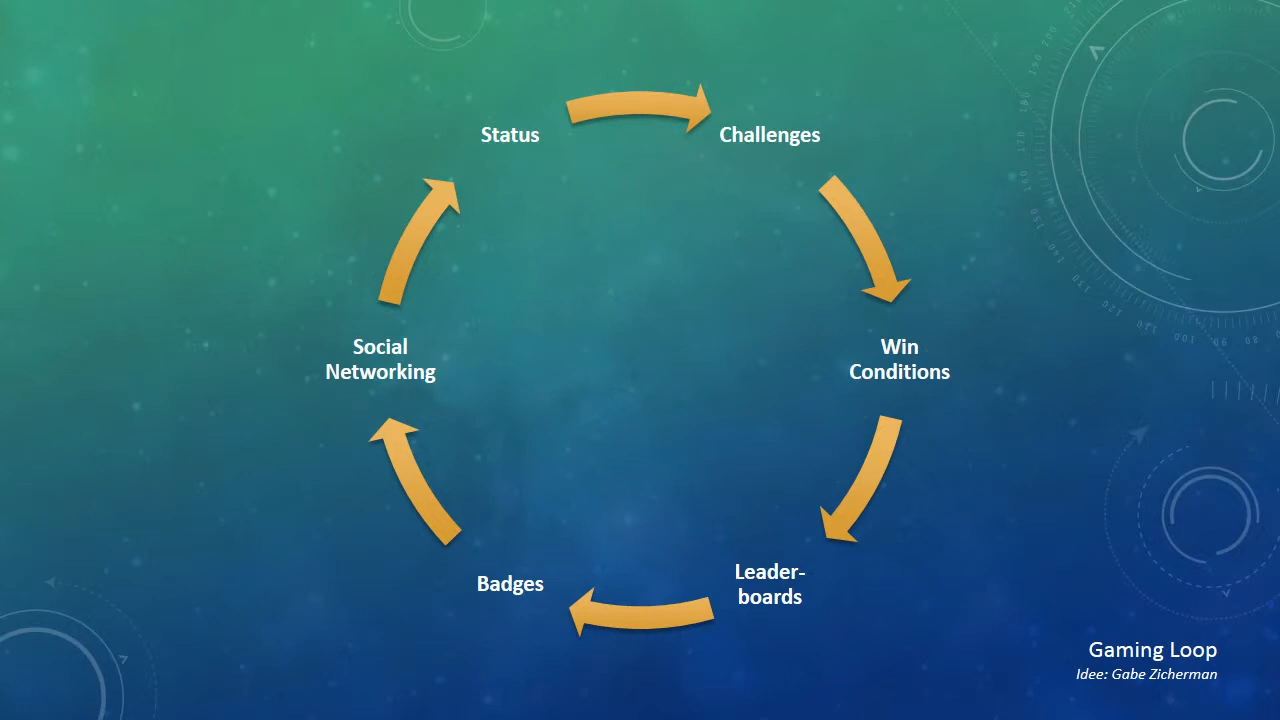 Status
Challenges
Social
Networking
Win
Conditions
Badges
Leader-
boards
Gaming Loop
Idee: Gabe Zicherman